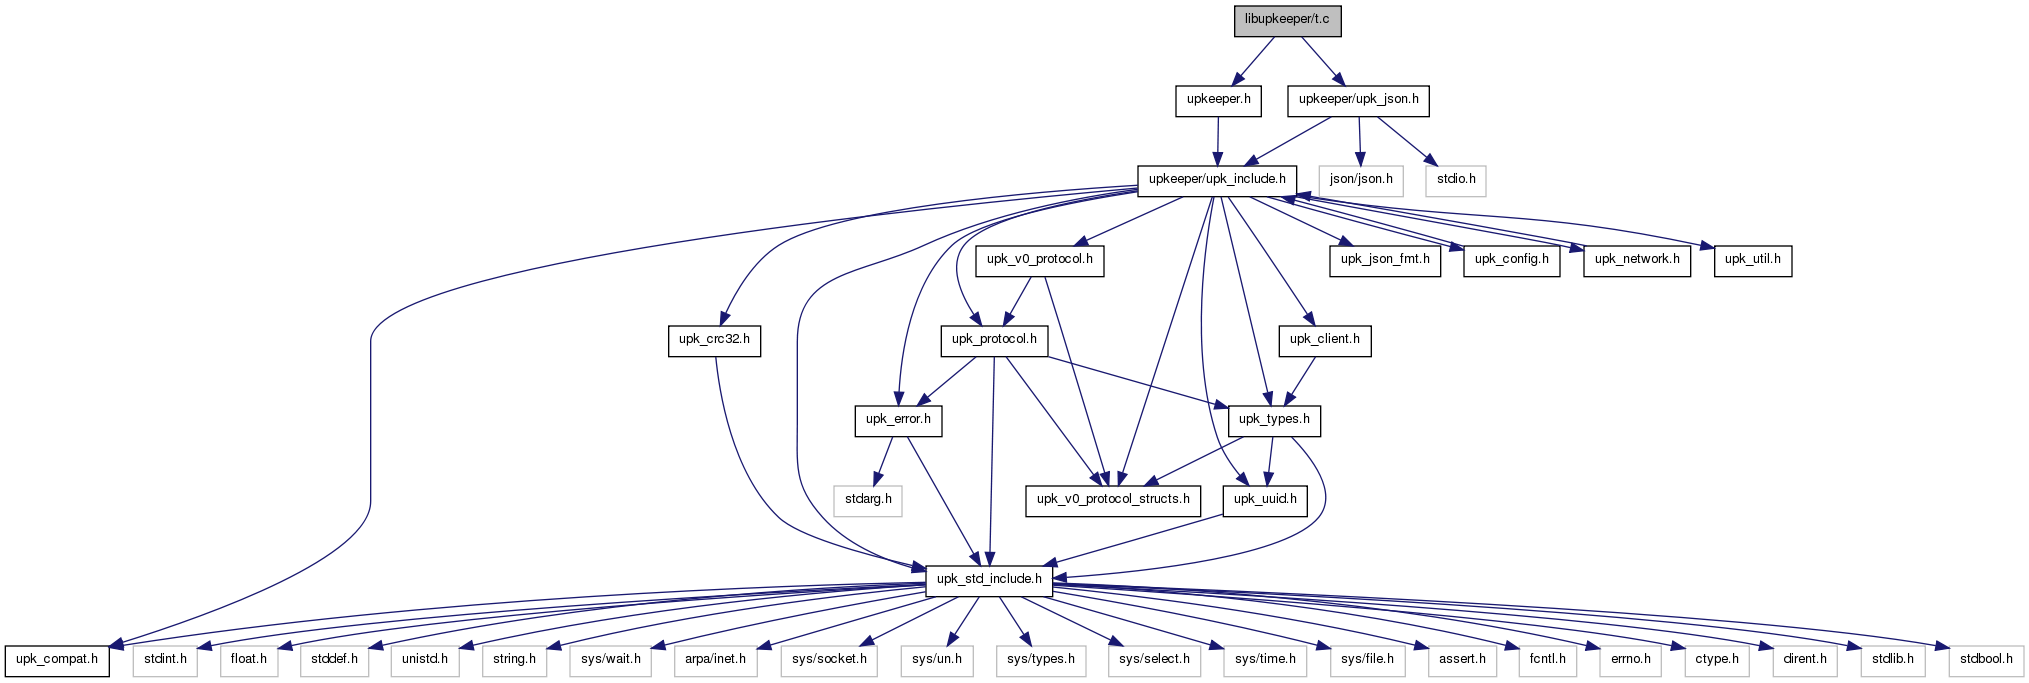 libupkeeper/t.c
upkeeper.h
upkeeper/upk_json.h
upkeeper/upk_include.h
json/json.h
stdio.h
upk_v0_protocol.h
upk_json_fmt.h
upk_config.h
upk_network.h
upk_util.h
upk_crc32.h
upk_protocol.h
upk_client.h
upk_error.h
upk_types.h
stdarg.h
upk_v0_protocol_structs.h
upk_uuid.h
upk_std_include.h
upk_compat.h
stdint.h
float.h
stddef.h
unistd.h
string.h
sys/wait.h
arpa/inet.h
sys/socket.h
sys/un.h
sys/types.h
sys/select.h
sys/time.h
sys/file.h
assert.h
fcntl.h
errno.h
ctype.h
dirent.h
stdlib.h
stdbool.h